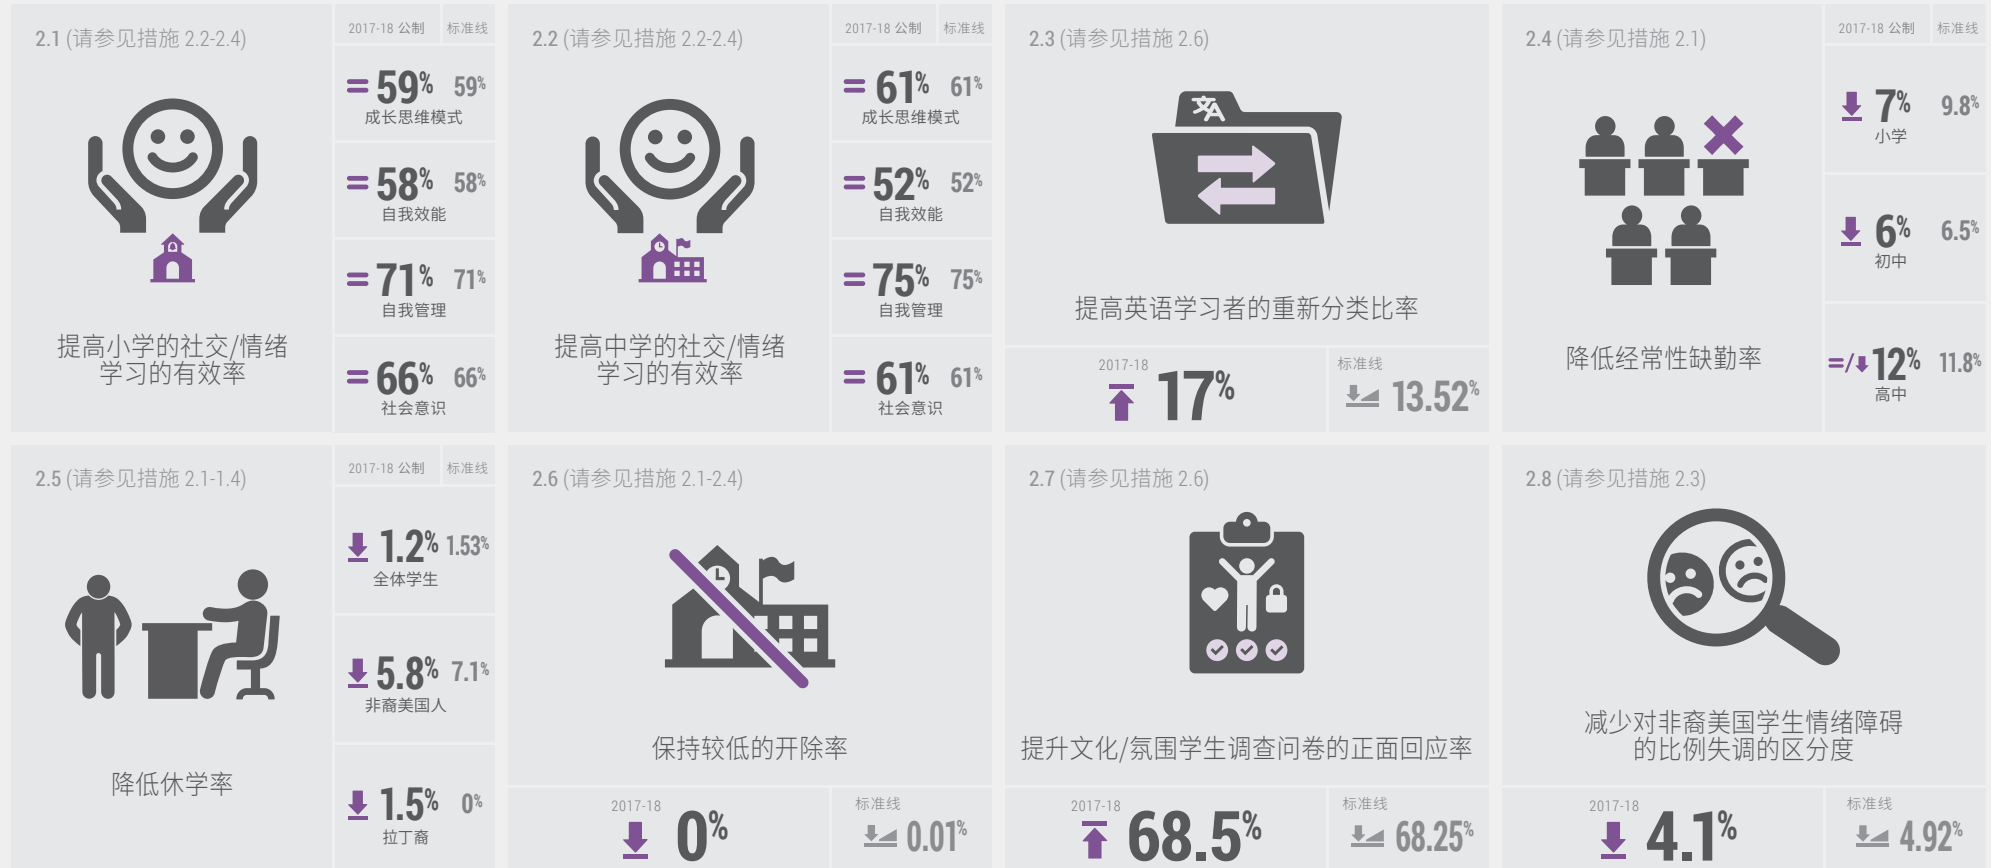 2.1 (请参见措施 2.2-2.4)
2017-18 公制
标准线
= 59% 59%
成长思维模式
= 58% 58%
自我效能
= 71% 71%
自我管理
= 66% 66%
社会意识
提高小学的社交/情绪
学习的有效率
2.2 (请参见措施 2.2-2.4)
2017-18 公制
标准线
= 61% 61%
成长思维模式
= 52% 52%
自我效能
= 75% 75%
自我管理
= 61% 61%
社会意识
提高中学的社交/情绪
学习的有效率
2.3 (请参见措施 2.6)
提高英语学习者的重新分类比率
2017-18
17%
标准线
13.52%
2.4 (请参见措施 2.1)
2017-18 公制
标准线
7% 9.8%
小学
6% 6.5%
初中
=/ 12% 11.8%
高中
降低经常性缺勤率
2.5 (请参见措施 2.1-1.4)
2017-18 公制
标准线
1.2% 1.53%
全体学生
5.8% 7.1%
非裔美国人
1.5% 0%
拉丁裔
降低休学率
2.6 (请参见措施 2.1-2.4)
保持较低的开除率
2017-18
0%
标准线
0.01%
2.7 (请参见措施 2.6)
提升文化/氛围学生调查问卷的正面回应率
2017-18
68.5%
标准线
68.25%
2.8 (请参见措施 2.3)
减少对非裔美国学生情绪障碍
的比例失调的区分度
2017-18
4.1%
标准线
4.92%